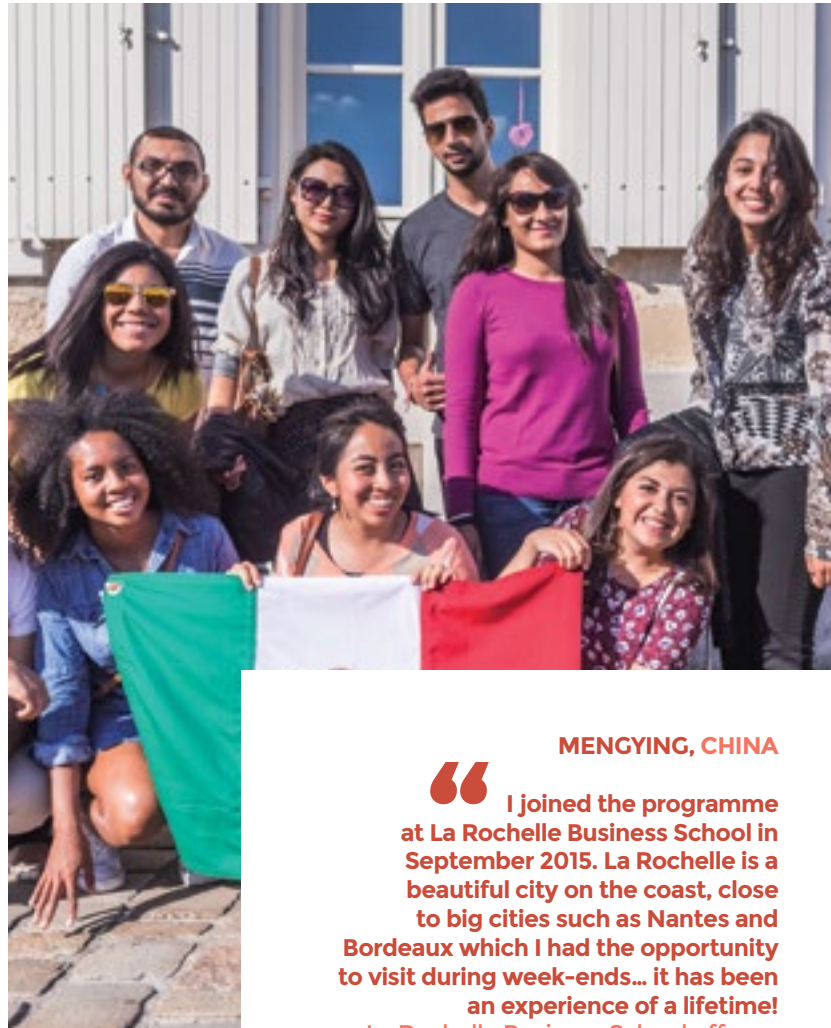 MENGYING, CHINA
“ I joined the programme
at La Rochelle Business School in
September 2015. La Rochelle is a
beautiful city on the coast, close
to big cities such as Nantes and
Bordeaux which I had the opportunity
to visit during week-ends... it has been
an experience of a lifetime!